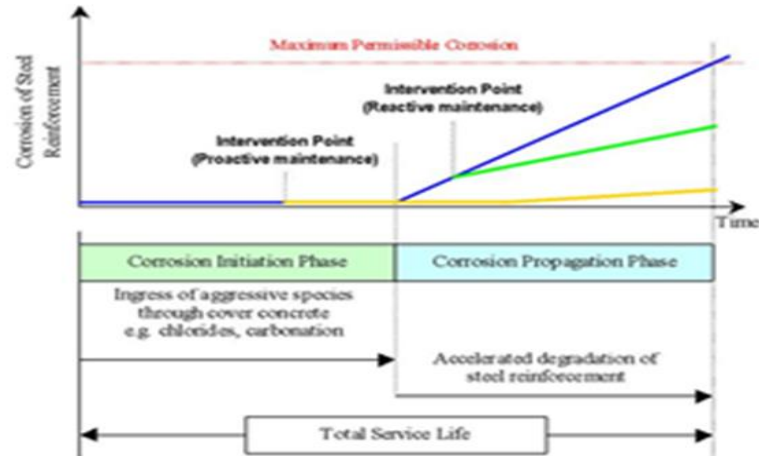 Maximum Permissible Corrosion
Corrosion of Steel
Reinforcement
Intervention Point
(Reactive maintenance)
Intervention Point
(Proactive maintenance)
Time
Corrosion Initiation Phase
Corrosion Propagation Phase
Ingress of aggressive species
through cover concrete
e.g. chlorides, carbonation
Accelerated degradation of
steel reinforcement
Total Service Life